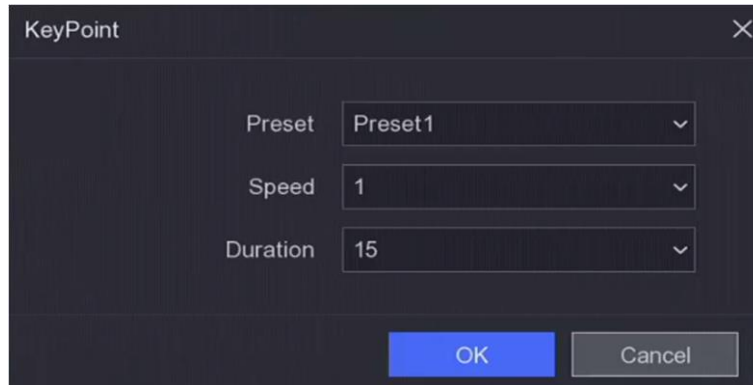 KeyPoint
Preset Preset1
Speed 1
Duration 15
OK Cancel